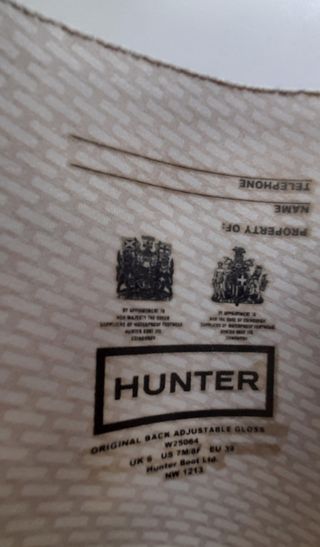 TELEPHONE
NAME
PROPERTY OF:
BY APPOINTMENT TO
HER MAJESTY THE QUEEN
SUPPLIERS OF WATERPROOF FOOTWEAR
HUNTER BOOT LTD
EDINBURGH
BY APPOINTMENT TO
HRH THE DUKE OF EDINBURGH
SUPPLIERS OF WATERPROOF FOOTWEAR
HUNTER BOOT LTD
EDINBURGH
HUNTER
ORIGINAL BACK ADJUSTABLE GLOSS
W25064
UK 6 US 7M/8F EU 39
Hunter Boot Ltd.
NW 1213